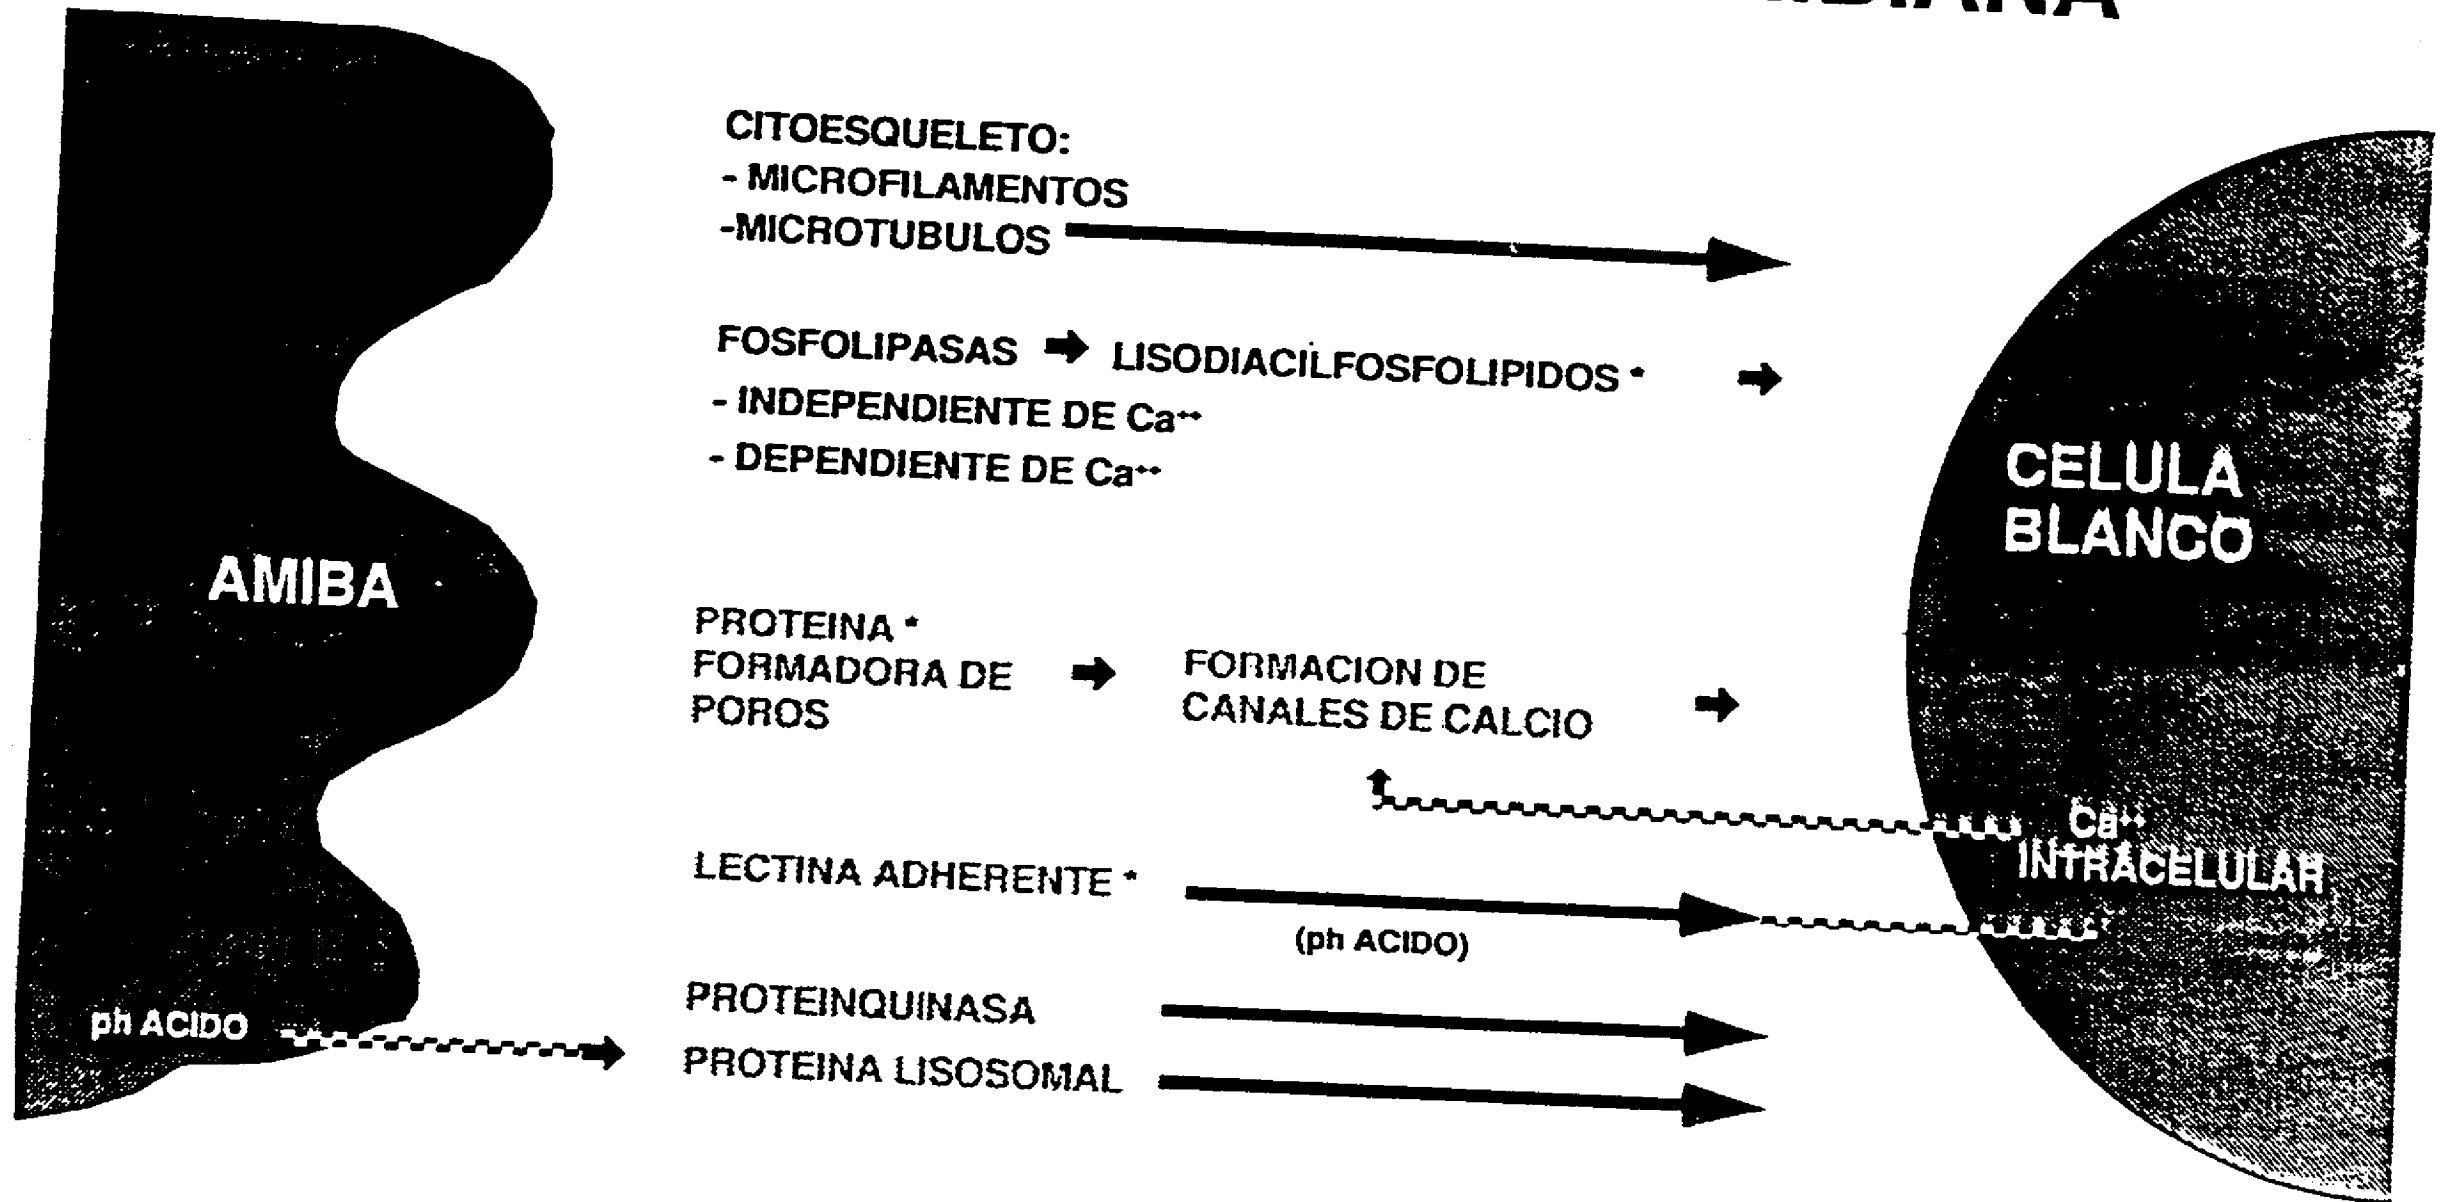 CITOESQUELETO:
- MICROFILAMENTOS
-MICROTUBULOS
FOSFOLIPASAS LISODIACILFOSFOLIPIDOS *
- INDEPENDIENTE DE Ca++
- DEPENDIENTE DE Ca++
AMIBA
CELULA
BLANCO
PROTEINA *
FORMADORA DE
POROS
FORMACION DE
CANALES DE CALCIO
Ca++
INTRACELULAR
LECTINA ADHERENTE *
(ph ACIDO)
ph ACIDO
PROTEINQUINASA
PROTEINA LISOSOMAL